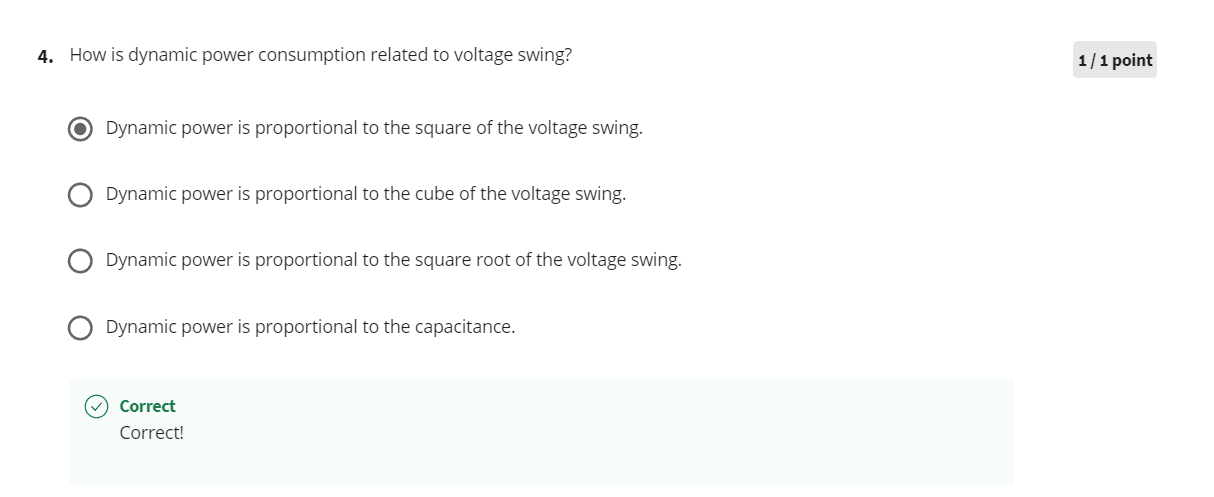 4. How is dynamic power consumption related to voltage swing?
1 / 1 point
Dynamic power is proportional to the square of the voltage swing.
Dynamic power is proportional to the cube of the voltage swing.
Dynamic power is proportional to the square root of the voltage swing.
Dynamic power is proportional to the capacitance.
Correct
Correct!